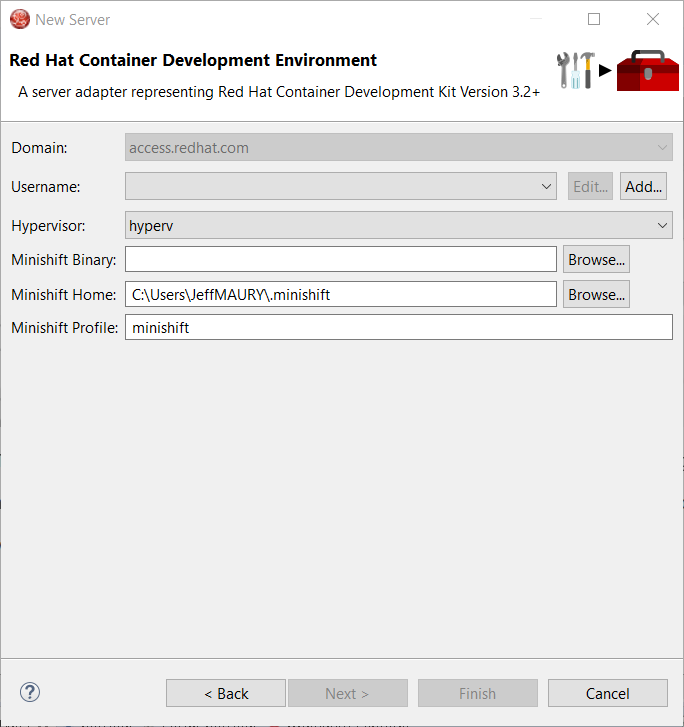 New Server
Red Hat Container Development Environment
A server adapter representing Red Hat Container Development Kit Version 3.2+
Domain: access.redhat.com
Username: Edit... Add...
Hypervisor: hyperv
Minishift Binary: Browse...
Minishift Home: C:\Users\JeffMAURY\.minishift Browse...
Minishift Profile: minishift
? < Back Next > Finish Cancel